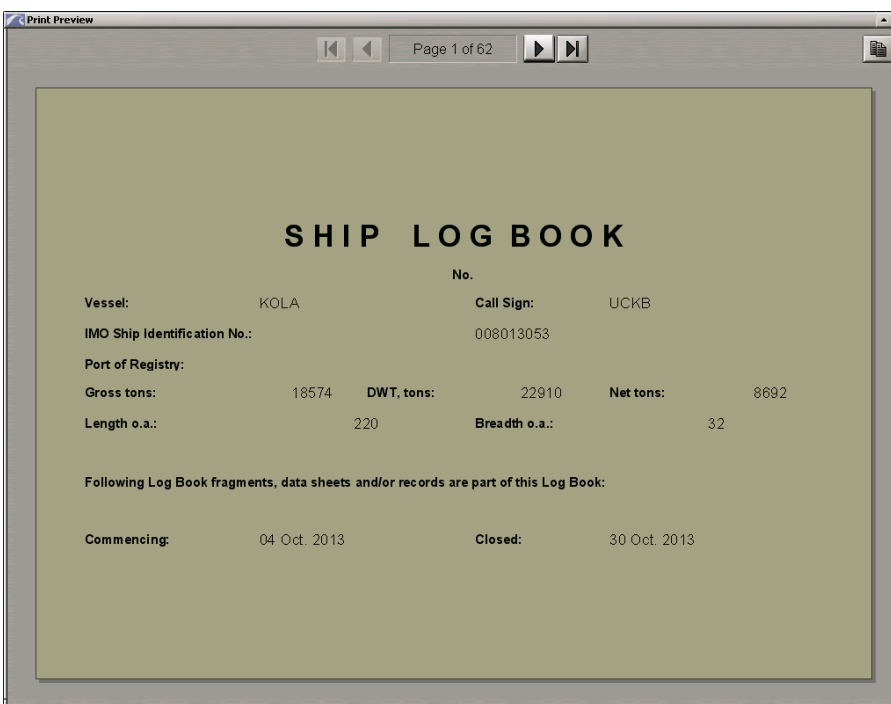 Print Preview
Page 1 of 62
SHIP LOG BOOK
No.
Vessel: KOLA Call Sign: UCKB
IMO Ship Identification No.: 008013053
Port of Registry:
Gross tons: 18574 DWT, tons: 22910 Net tons: 8692
Length o.a.: 220 Breadth o.a.: 32
Following Log Book fragments, data sheets and/or records are part of this Log Book:
Commencing: 04 Oct. 2013 Closed: 30 Oct. 2013